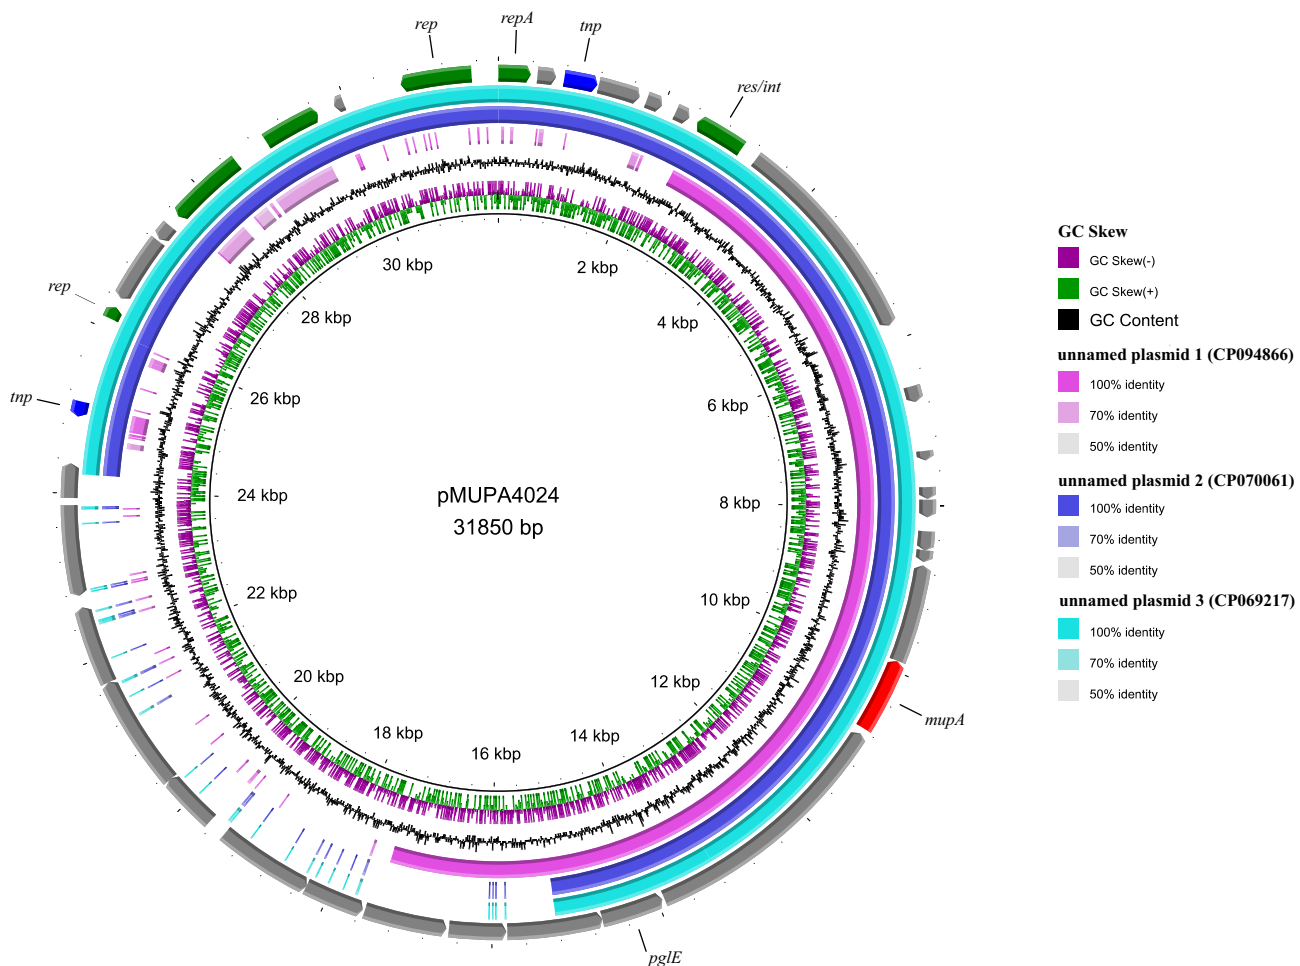 rep
repA
tnp
res/int
rep
tnp
mupA
pglE
30 kbp
2 kbp
28 kbp
4 kbp
26 kbp
6 kbp
24 kbp
8 kbp
22 kbp
10 kbp
20 kbp
12 kbp
18 kbp
14 kbp
16 kbp
pMUPA4024
31850 bp
GC Skew
GC Skew(-)
GC Skew(+)
GC Content
unnamed plasmid 1 (CP094866)
100% identity
70% identity
50% identity
unnamed plasmid 2 (CP070061)
100% identity
70% identity
50% identity
unnamed plasmid 3 (CP069217)
100% identity
70% identity
50% identity